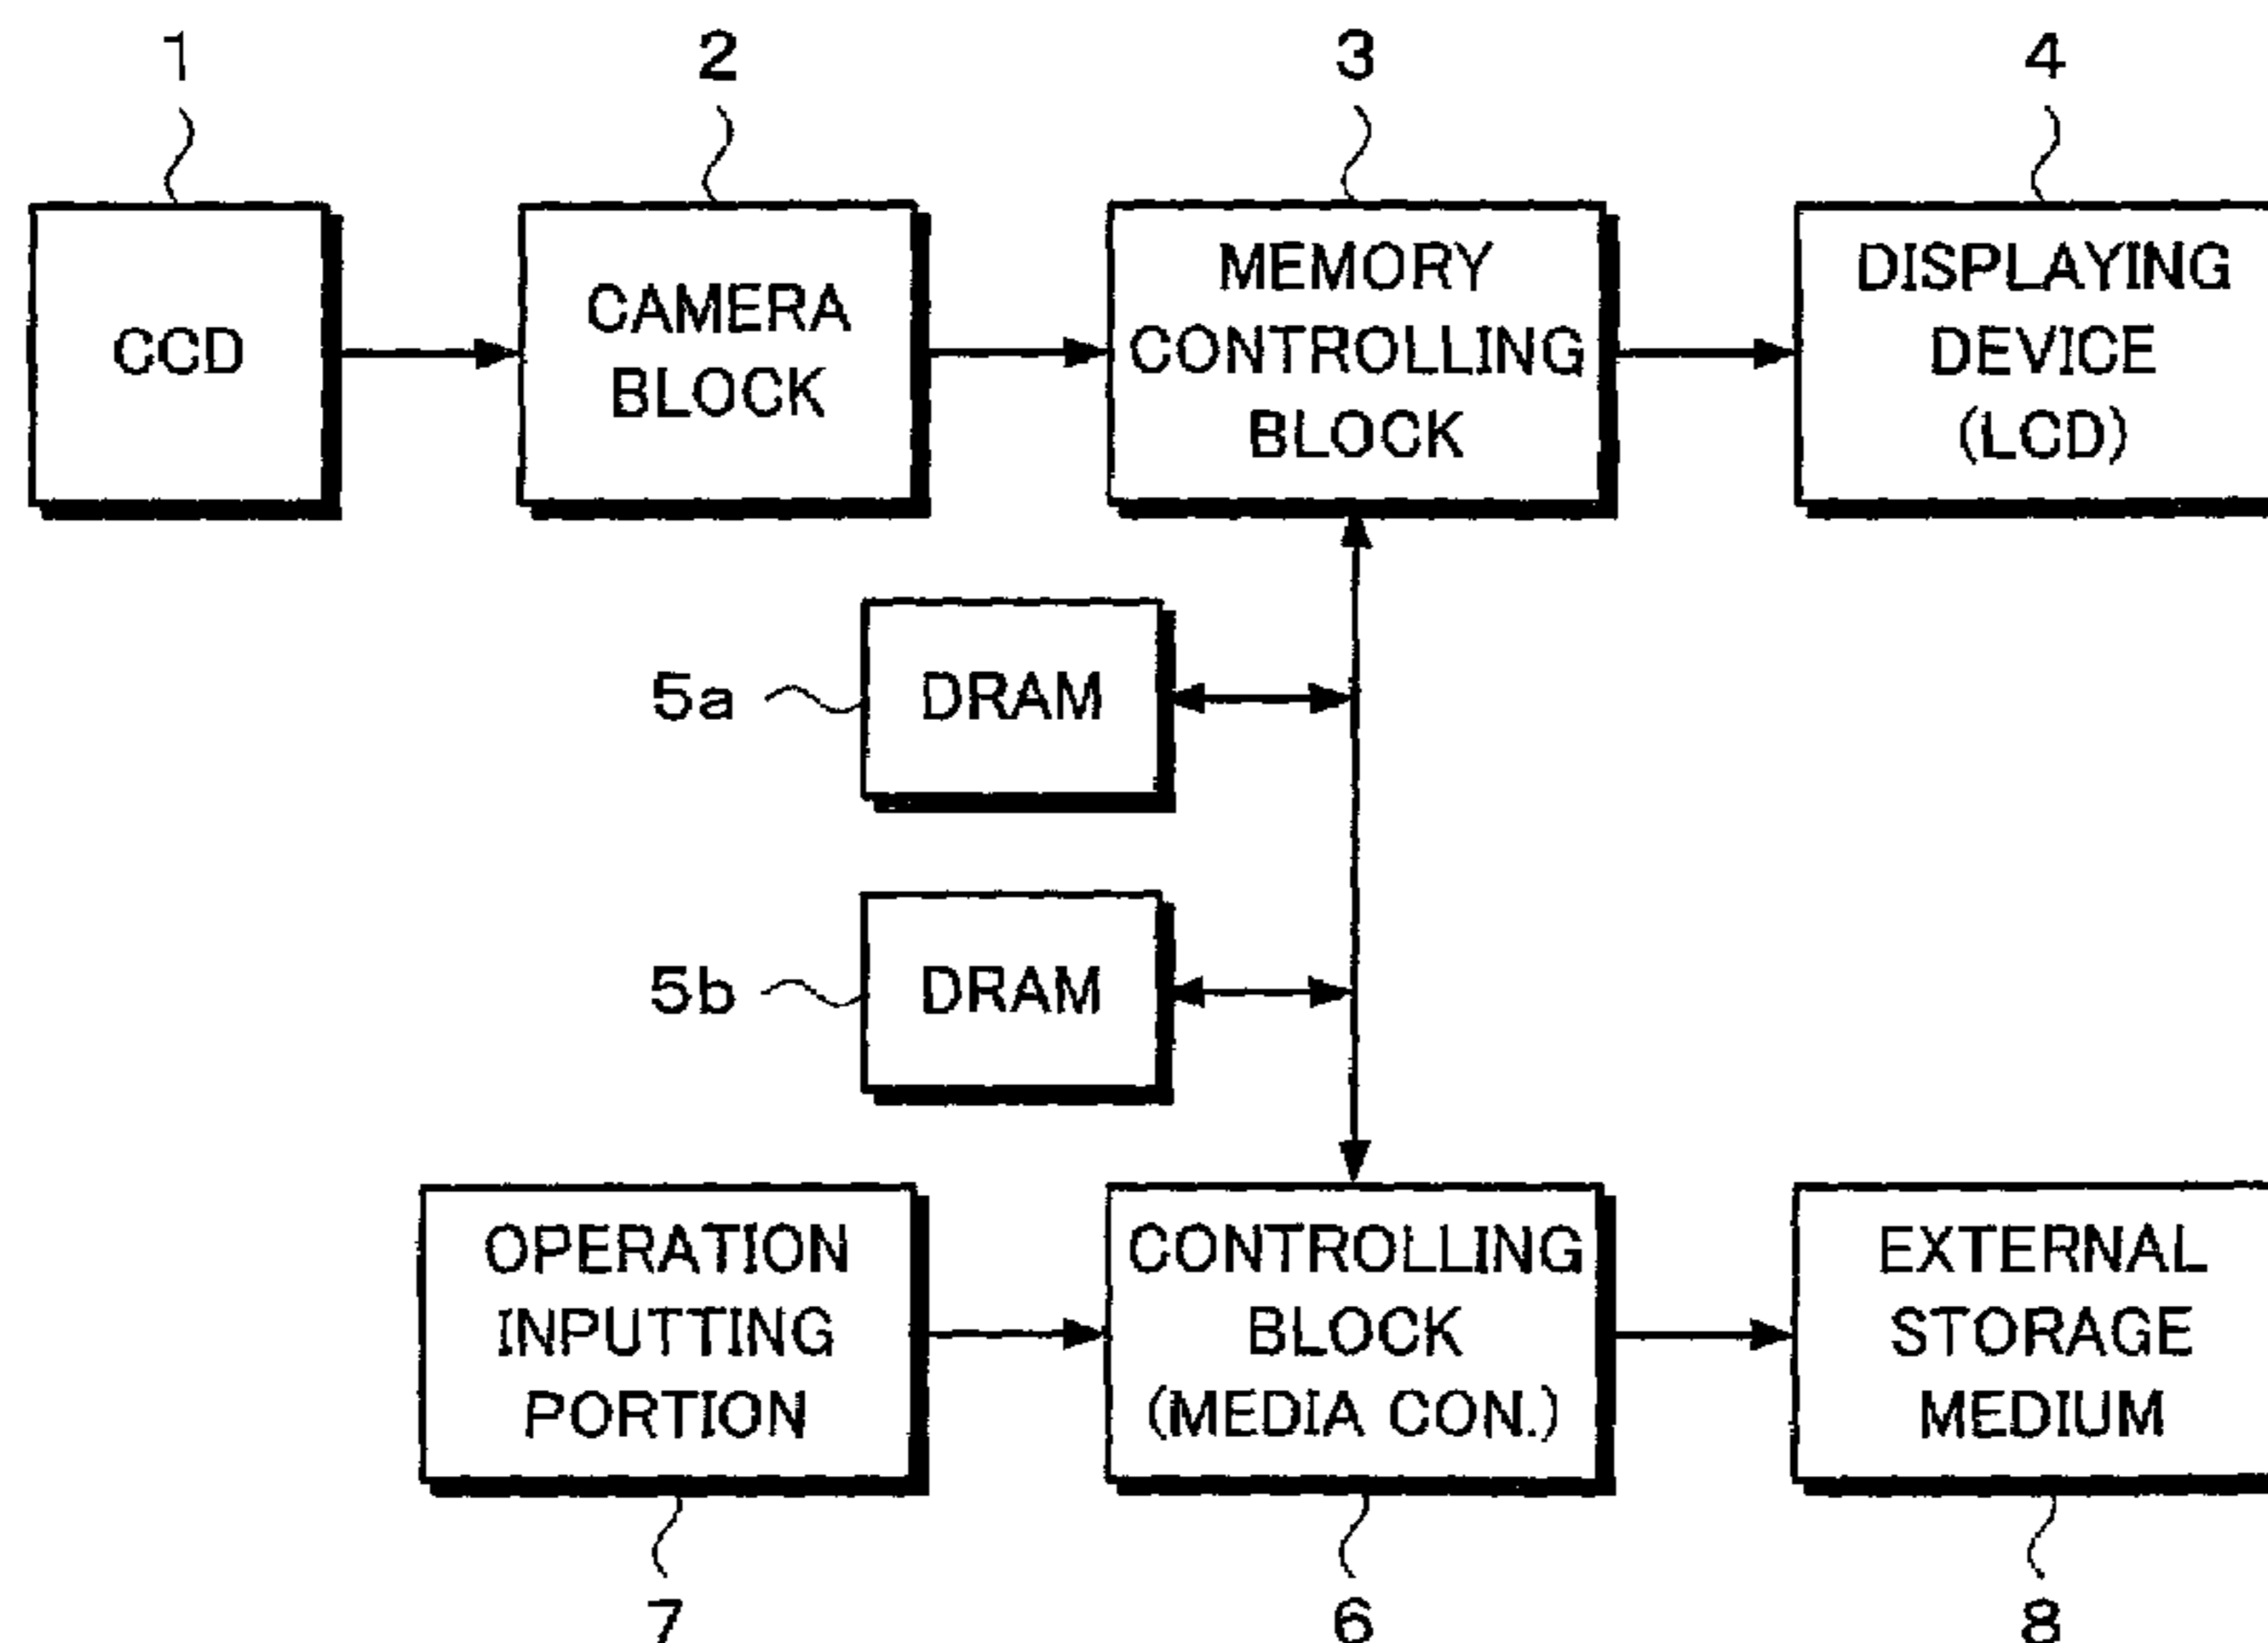 1
2
3
4
CCD
CAMERA
BLOCK
MEMORY
CONTROLLING
BLOCK
DISPLAYING
DEVICE
(LCD)
5a
DRAM
5b
DRAM
OPERATION
INPUTTING
PORTION
CONTROLLING
BLOCK
(MEDIA CON.)
EXTERNAL
STORAGE
MEDIUM
7
6
8